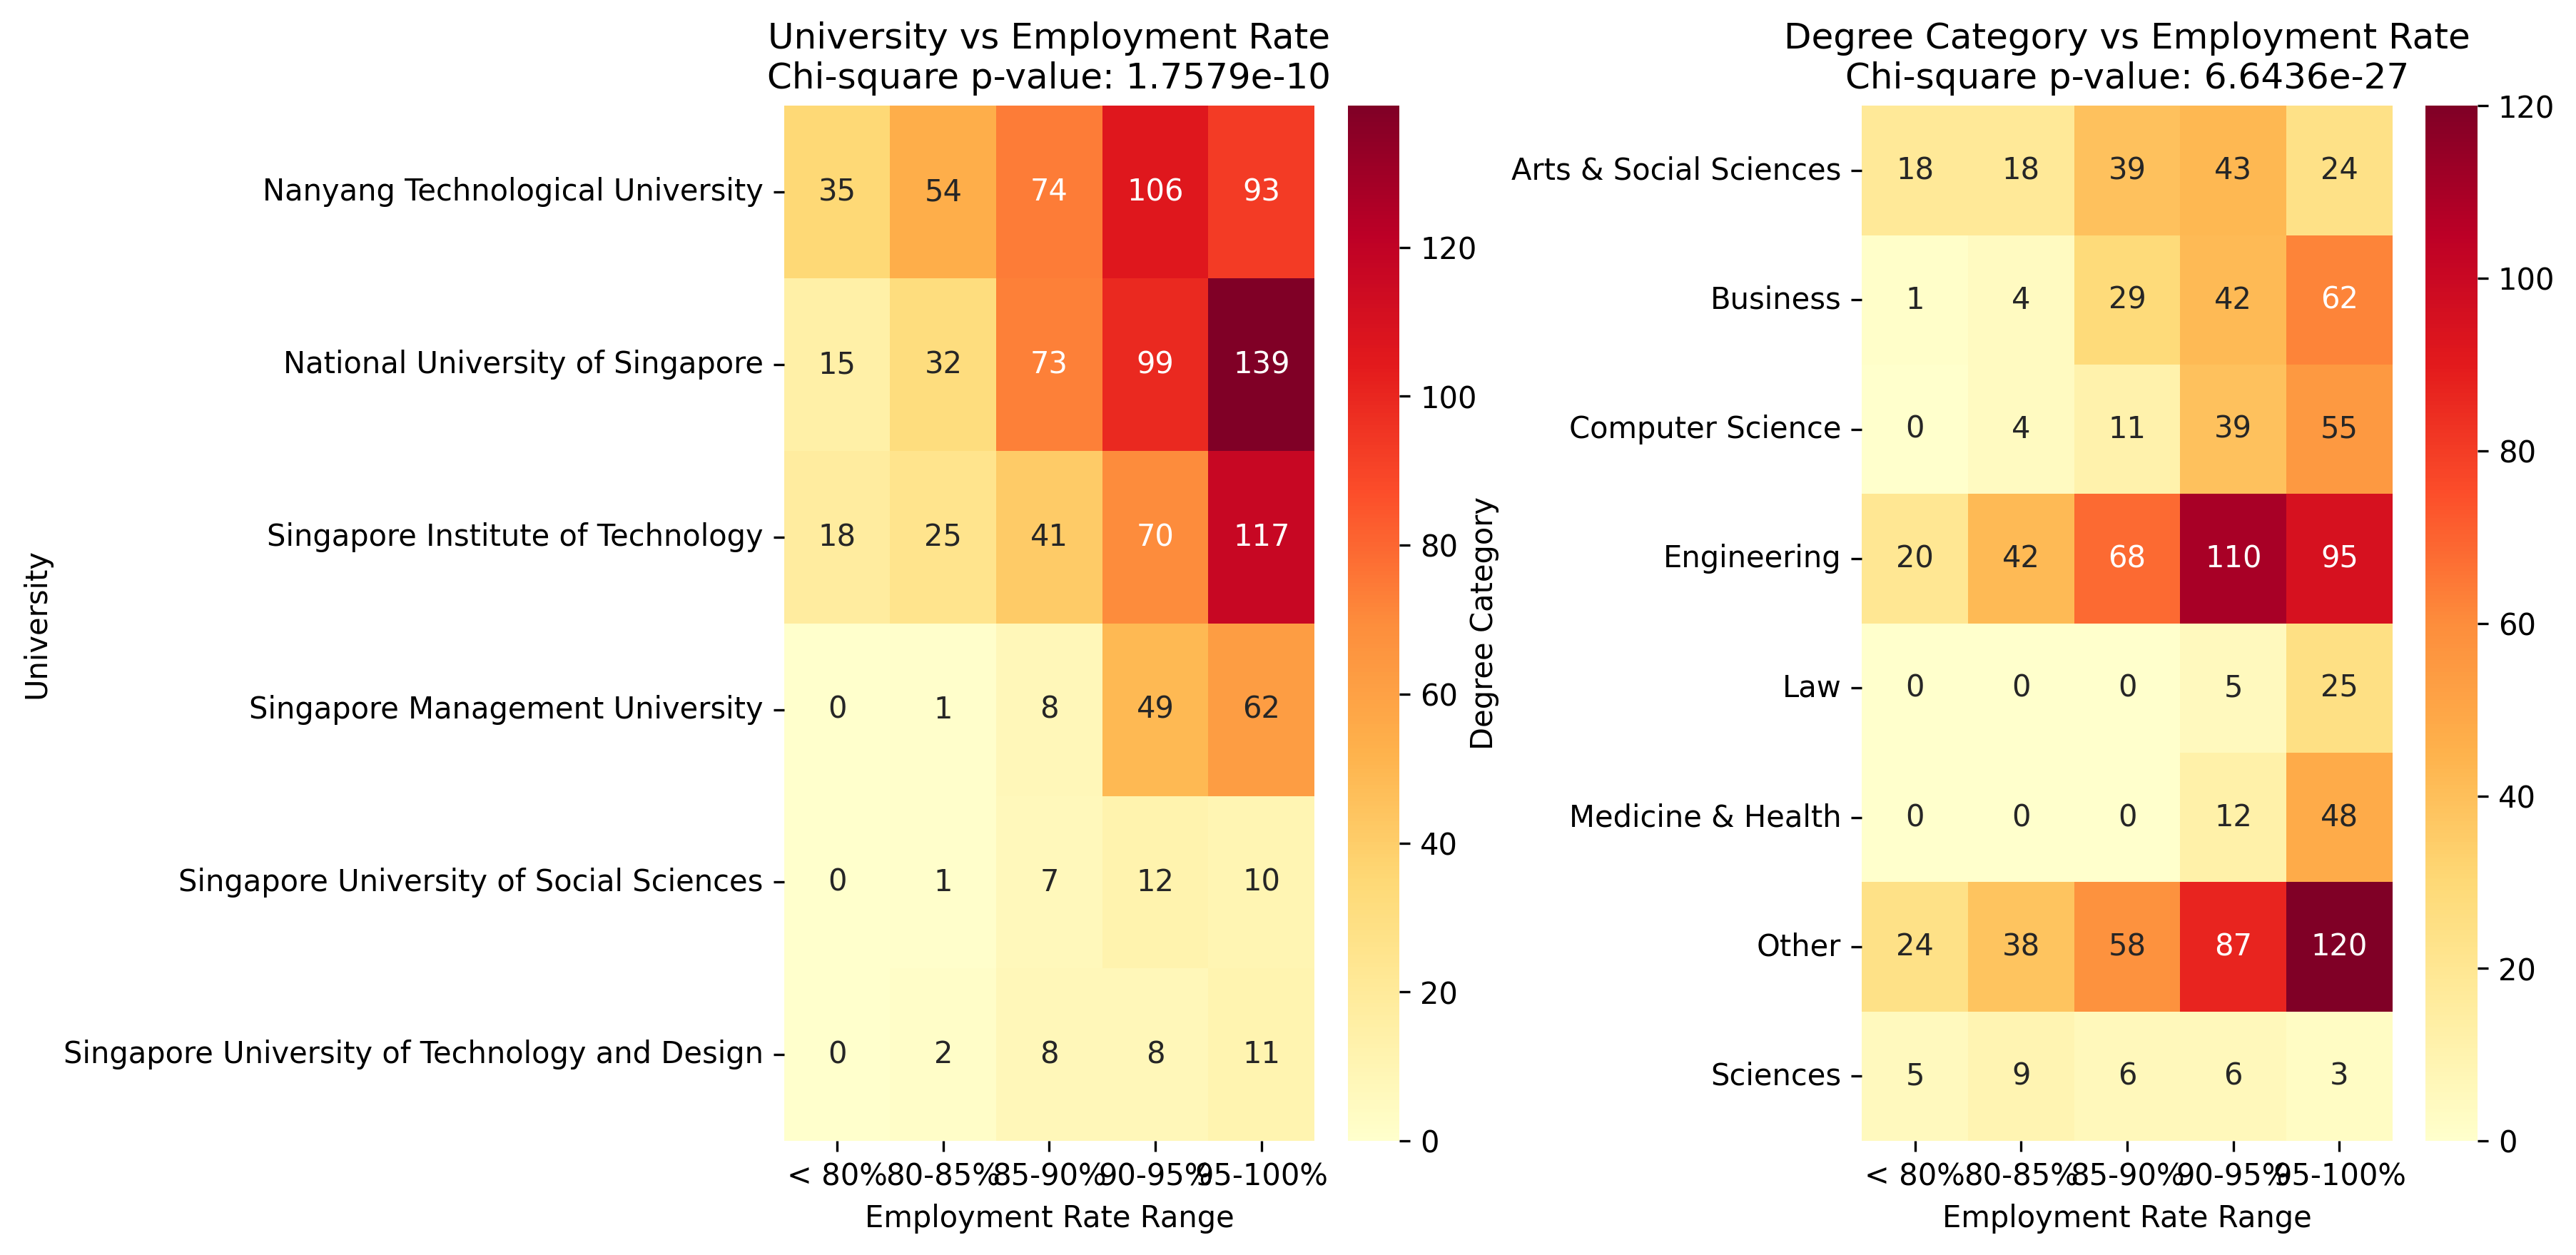 University vs Employment Rate
Chi-square p-value: 1.7579e-10
University
Nanyang Technological University 35 54 74 106 93
National University of Singapore 15 32 73 99 139
Singapore Institute of Technology 18 25 41 70 117
Singapore Management University 0 1 8 49 62
Singapore University of Social Sciences 0 1 7 12 10
Singapore University of Technology and Design 0 2 8 8 11
< 80% 80-85% 85-90% 90-95% 95-100%
Employment Rate Range
120
100
80
60
40
20
0
Degree Category vs Employment Rate
Chi-square p-value: 6.6436e-27
Degree Category
Arts & Social Sciences 18 18 39 43 24
Business 1 4 29 42 62
Computer Science 0 4 11 39 55
Engineering 20 42 68 110 95
Law 0 0 0 5 25
Medicine & Health 0 0 0 12 48
Other 24 38 58 87 120
Sciences 5 9 6 6 3
< 80% 80-85% 85-90% 90-95% 95-100%
Employment Rate Range
120
100
80
60
40
20
0